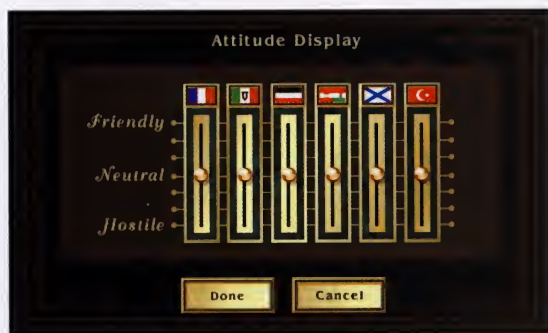 Attitude Display
Friendly
Neutral
Hostile
Done
Cancel